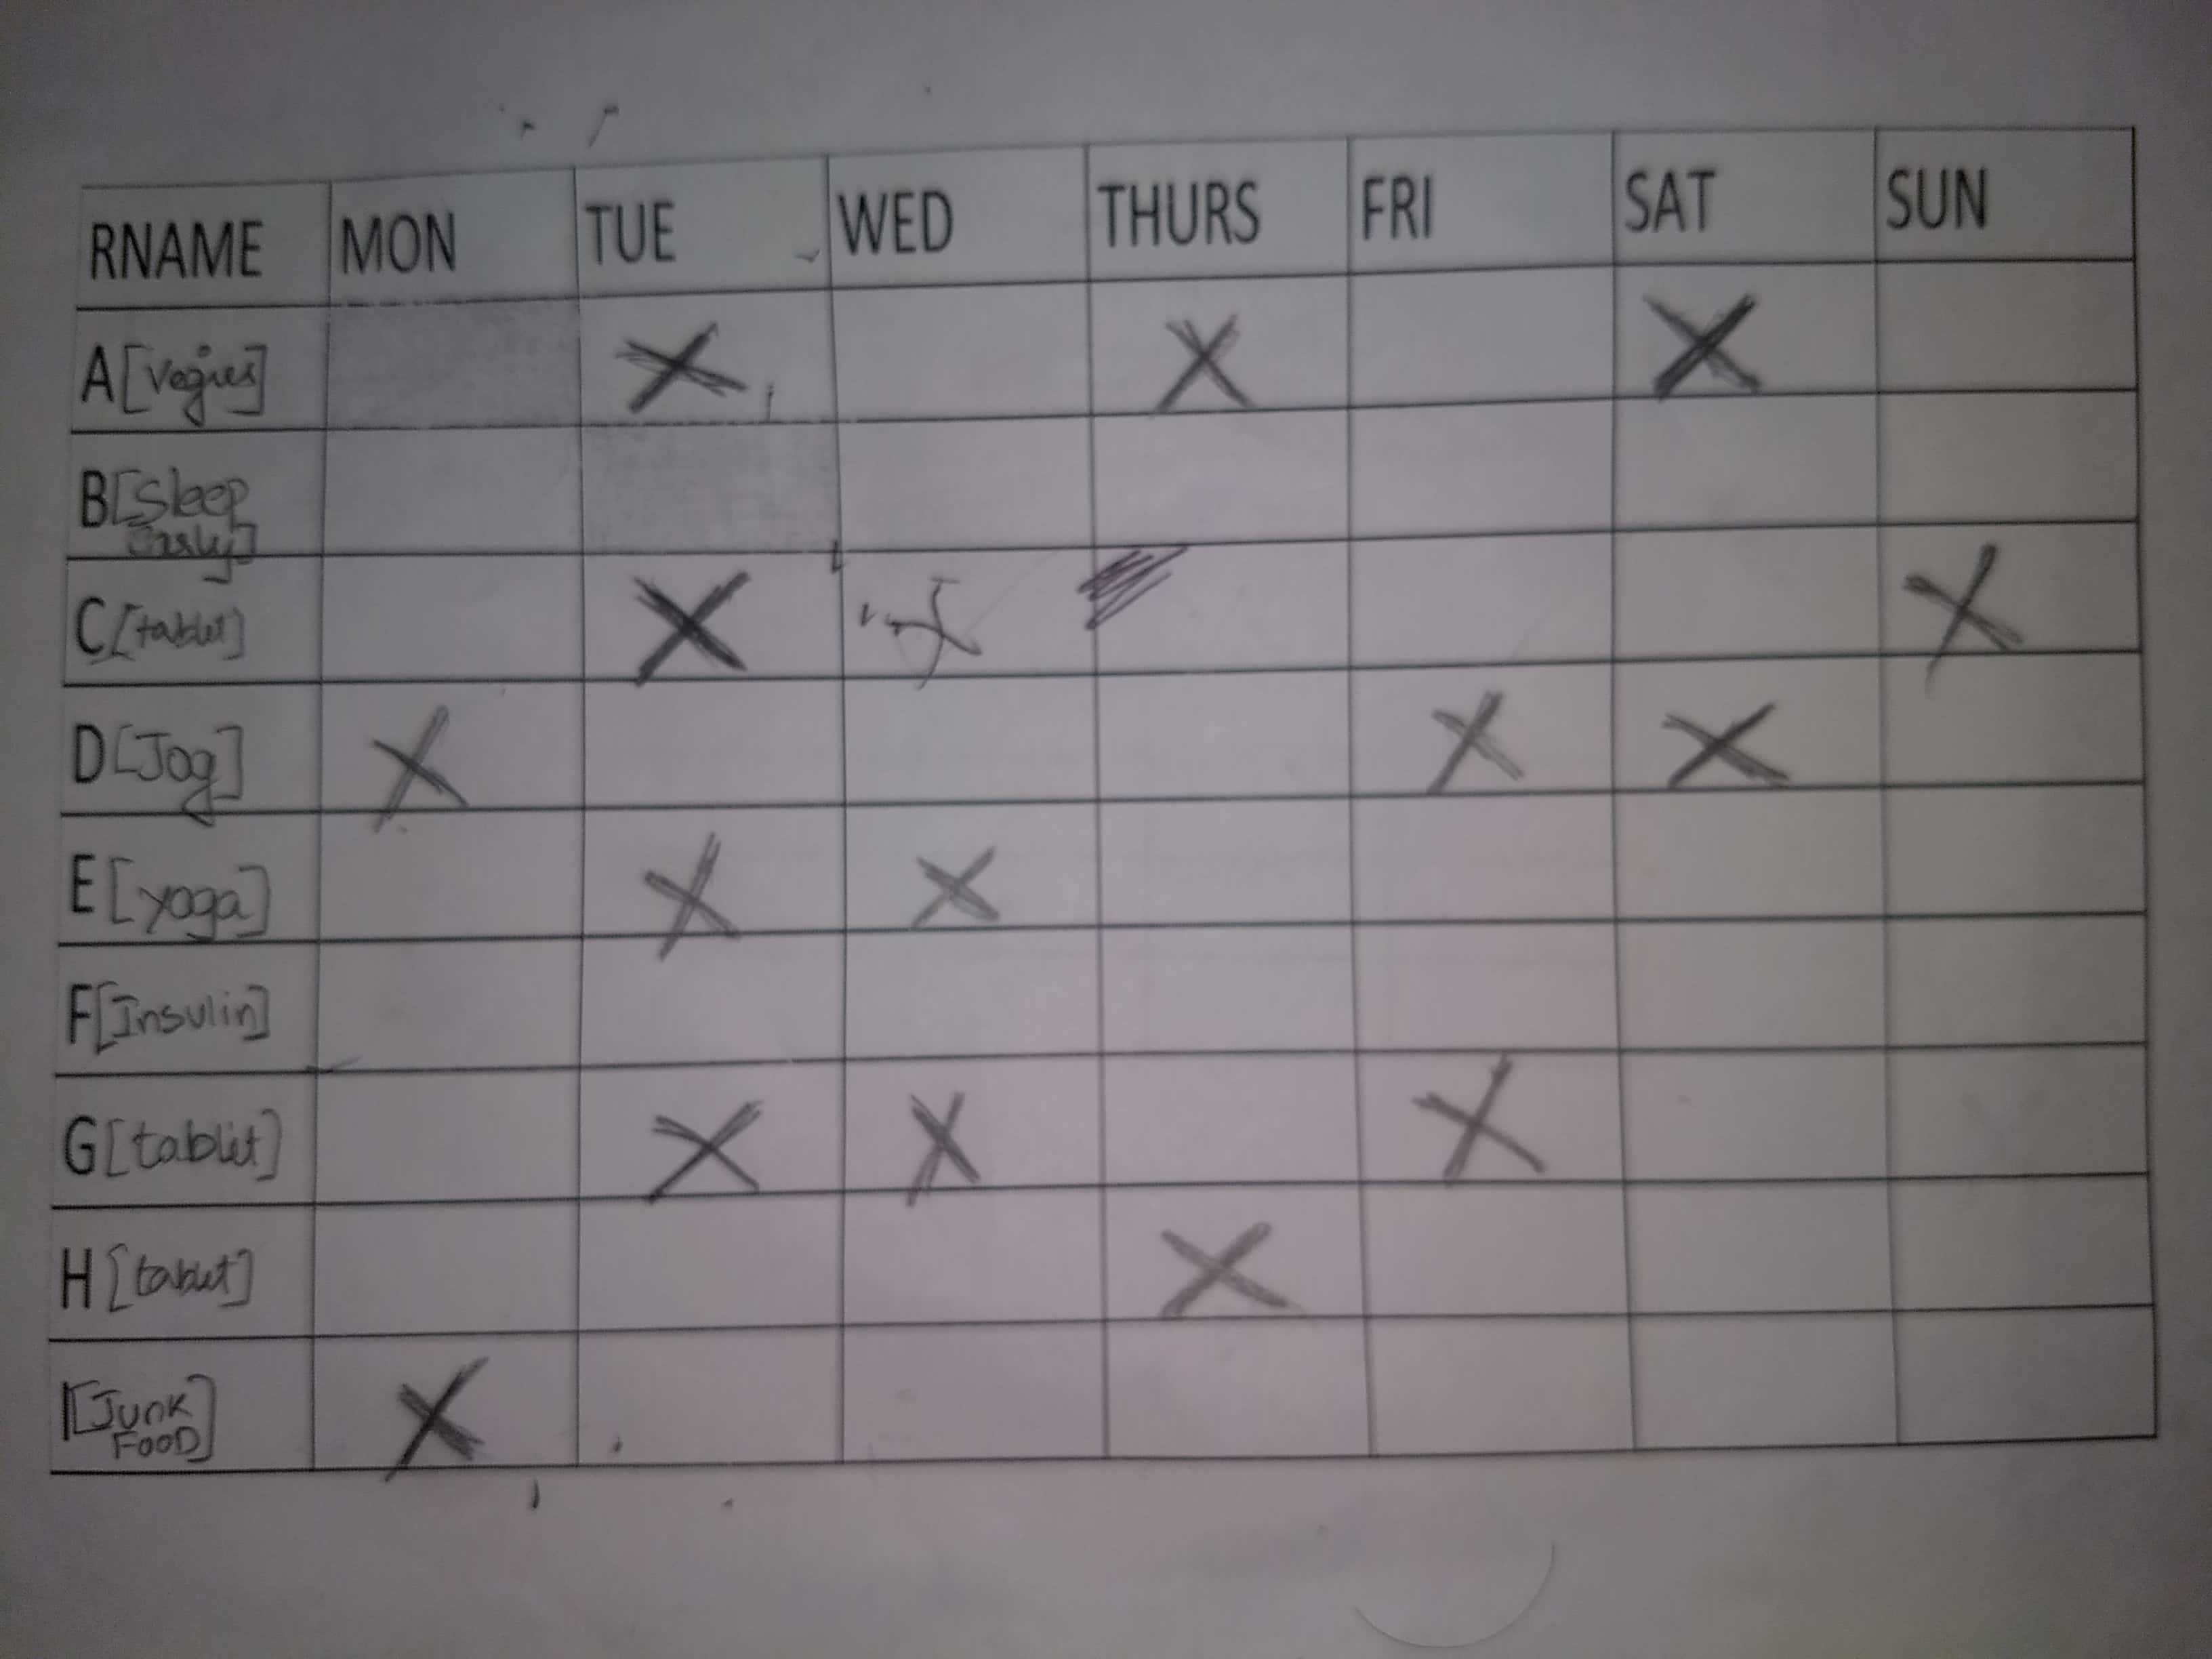 RNAME MON TUE WED THURS FRI SAT SUN
A[vegies] X X X
B[Sleep
Early]
C[tablet] X X X
D[Jog] X X X
E[yoga] X X
F[Insulin]
G[tablet] X X X
H[tablet] X
I[Junk
FOOD] X